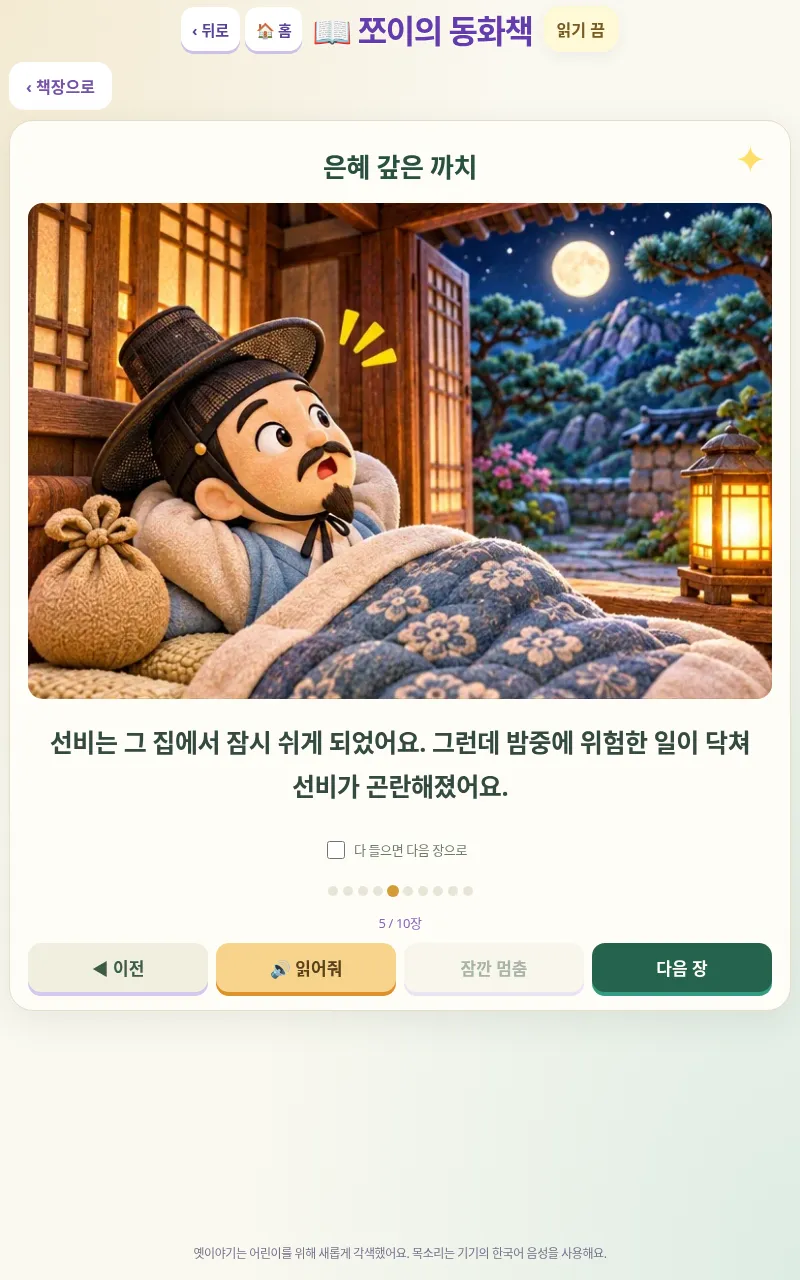 ‹ 뒤로
🏠 홈
📖 쪼이의 동화책
읽기 끝
‹ 책장으로
은혜 갚은 까치
선비는 그 집에서 잠시 쉬게 되었어요. 그런데 밤중에 위험한 일이 닥쳐
선비가 곤란해졌어요.
다 들으면 다음 장으로
5 / 10장
◀ 이전
🔊 읽어줘
잠깐 멈춤
다음 장
옛이야기는 어린이를 위해 새롭게 각색했어요. 목소리는 기기의 한국어 음성을 사용해요.